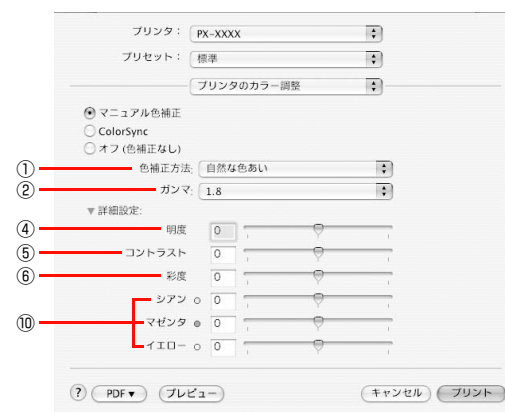 プリンタ： PX-XXXX
プリセット： 標準
プリンタのカラー調整
マニュアル色補正
ColorSync
オフ (色補正なし)
① 色補正方法: 自然な色あい
② ガンマ: 1.8
▼ 詳細設定:
④ 明度 0
⑤ コントラスト 0
⑥ 彩度 0
シアン 0
⑩ マゼンタ 0
イエロー 0
? PDF▼ プレビュー キャンセル プリント